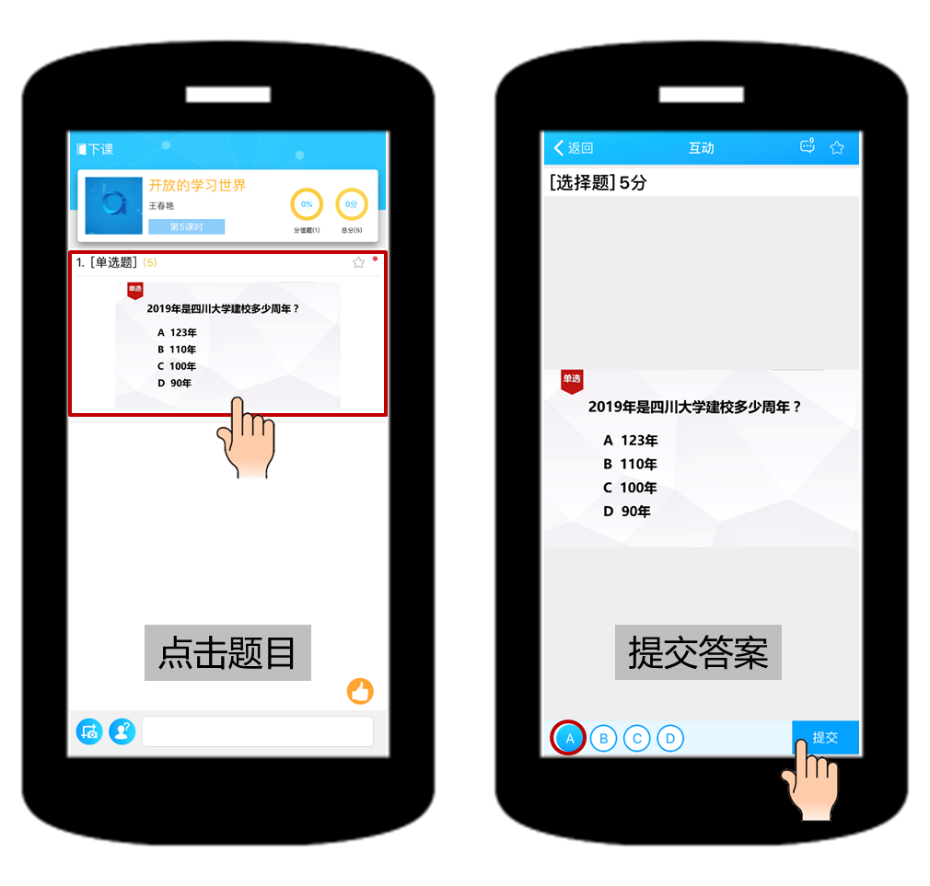 下课
开放的学习世界
王春艳
第5课时
0%
0分
分值题(1)
总分(5)
1. [单选题] (5)
单选
2019年是四川大学建校多少周年？
A 123年
B 110年
C 100年
D 90年
点击题目
返回
互动
[选择题] 5分
单选
2019年是四川大学建校多少周年？
A 123年
B 110年
C 100年
D 90年
提交答案
A
B
C
D
提交